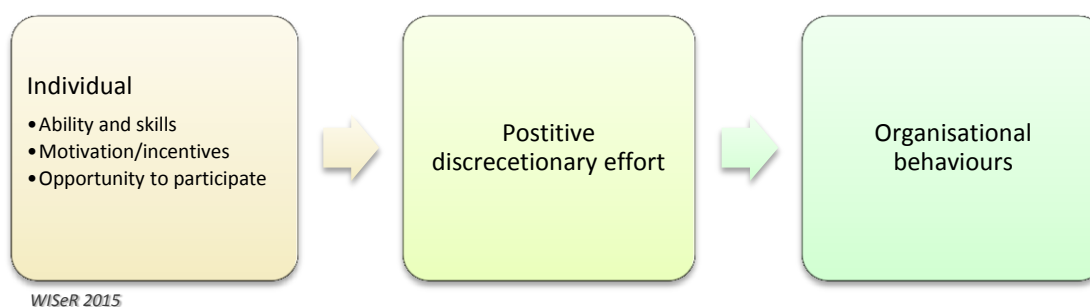 Individual
•Ability and skills
•Motivation/incentives
•Opportunity to participate
Postitive
discrecetionary effort
Organisational
behaviours
WISeR 2015